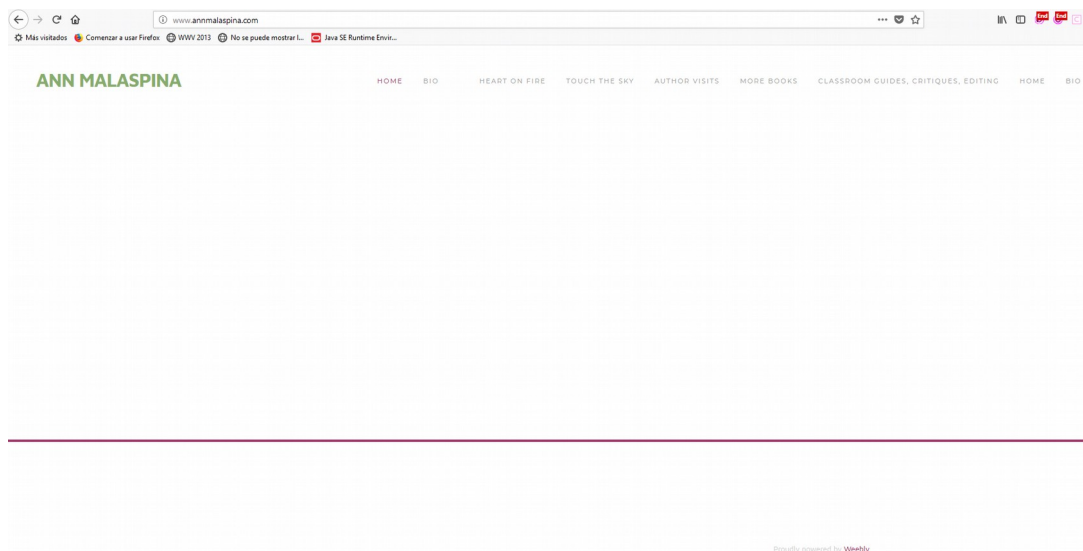 www.annmalaspina.com
End End
Más visitados Comenzar a usar Firefox WWV 2013 No se puede mostrar l... Java SE Runtime Envir...
ANN MALASPINA HOME BIO HEART ON FIRE TOUCH THE SKY AUTHOR VISITS MORE BOOKS CLASSROOM GUIDES, CRITIQUES, EDITING HOME BIO
Proudly powered by Weebly